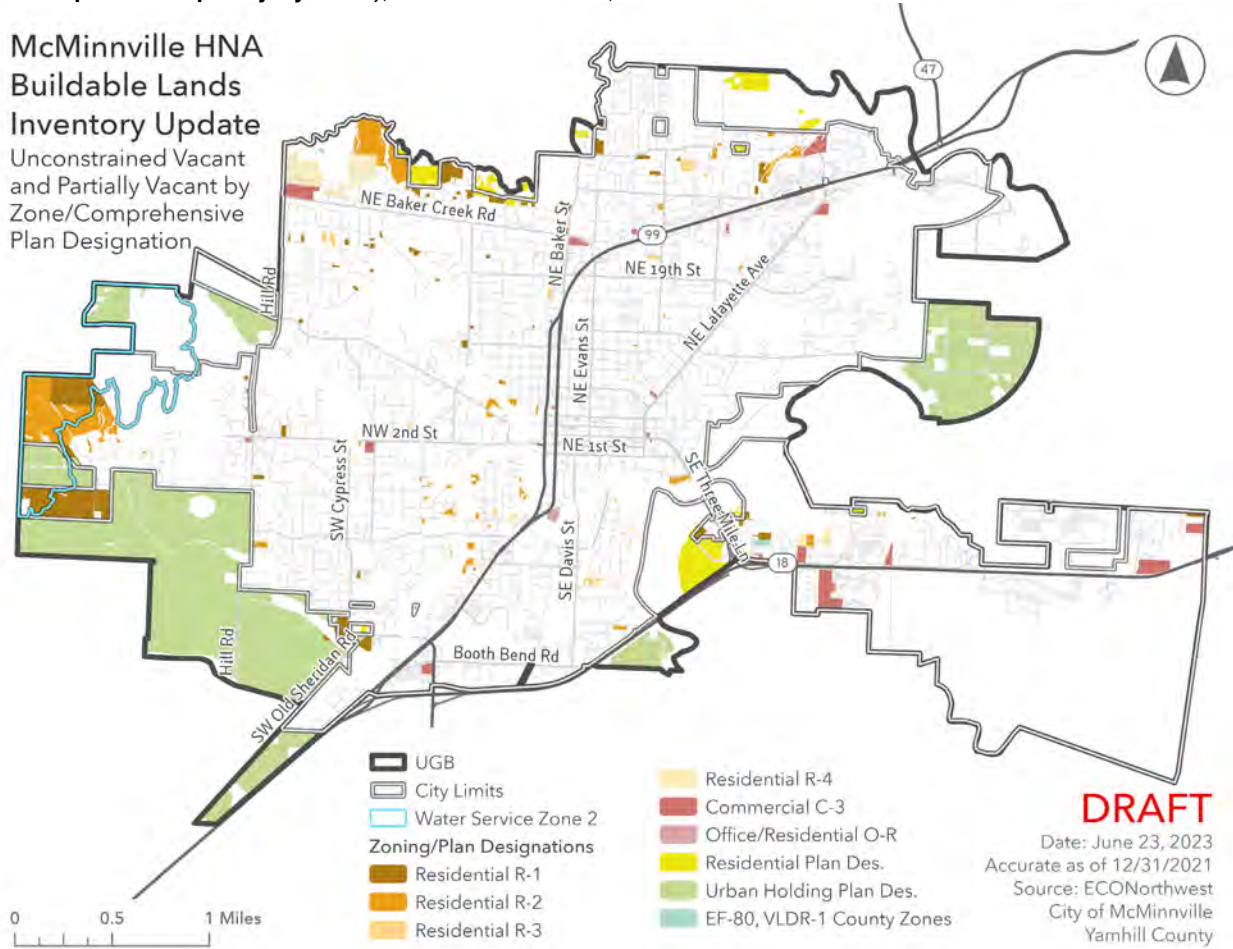 McMinnville HNA
Buildable Lands
Inventory Update
Unconstrained Vacant
and Partially Vacant by
Zone/Comprehensive
Plan Designation
47
NE Baker Creek Rd
NE Baker St
99
NE 19th St
NE Lafayette Ave
Hill Rd
NE Evans St
NW 2nd St
NE 1st St
SW Cypress St
SE Three Mile Ln
SE Davis St
18
Hill Rd
Booth Bend Rd
SW Old Sheridan Rd
UGB
City Limits
Water Service Zone 2
Zoning/Plan Designations
Residential R-1
Residential R-2
Residential R-3
Residential R-4
Commercial C-3
Office/Residential O-R
Residential Plan Des.
Urban Holding Plan Des.
EF-80, VLDR-1 County Zones
DRAFT
Date: June 23, 2023
Accurate as of 12/31/2021
Source: ECONorthwest
City of McMinnville
Yamhill County
0 0.5 1 Miles